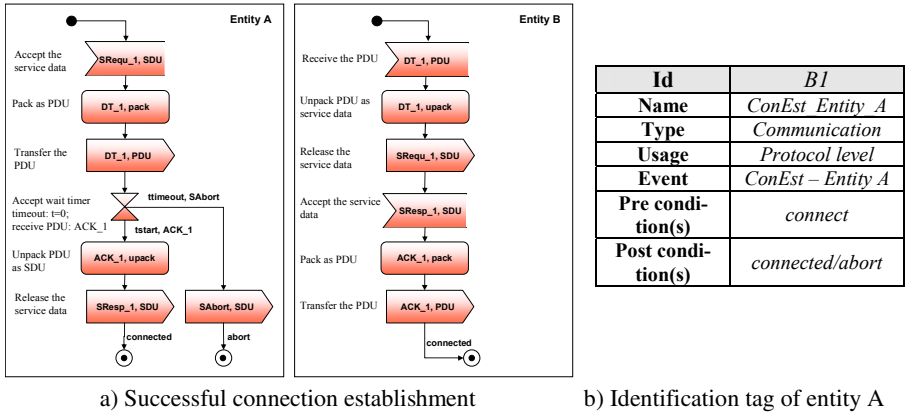 Entity A
Accept the
service data
SRequ_1, SDU
Pack as PDU
DT_1, pack
Transfer the
PDU
DT_1, PDU
ttimeout, SAbort
Accept wait timer
timeout: t=0;
receive PDU: ACK_1
tstart, ACK_1
Unpack PDU
as SDU
ACK_1, upack
Release the
service data
SResp_1, SDU
SAbort, SDU
connected
abort
Entity B
Receive the PDU
DT_1, PDU
Unpack PDU as
service data
DT_1, upack
Release the
service data
SRequ_1, SDU
Accept the service
data
SResp_1, SDU
Pack as PDU
ACK_1, pack
Transfer the PDU
ACK_1, PDU
connected
a) Successful connection establishment
Id B1
Name ConEst_Entity_A
Type Communication
Usage Protocol level
Event ConEst – Entity A
Pre condi-
tion(s) connect
Post condi-
tion(s) connected/abort
b) Identification tag of entity A